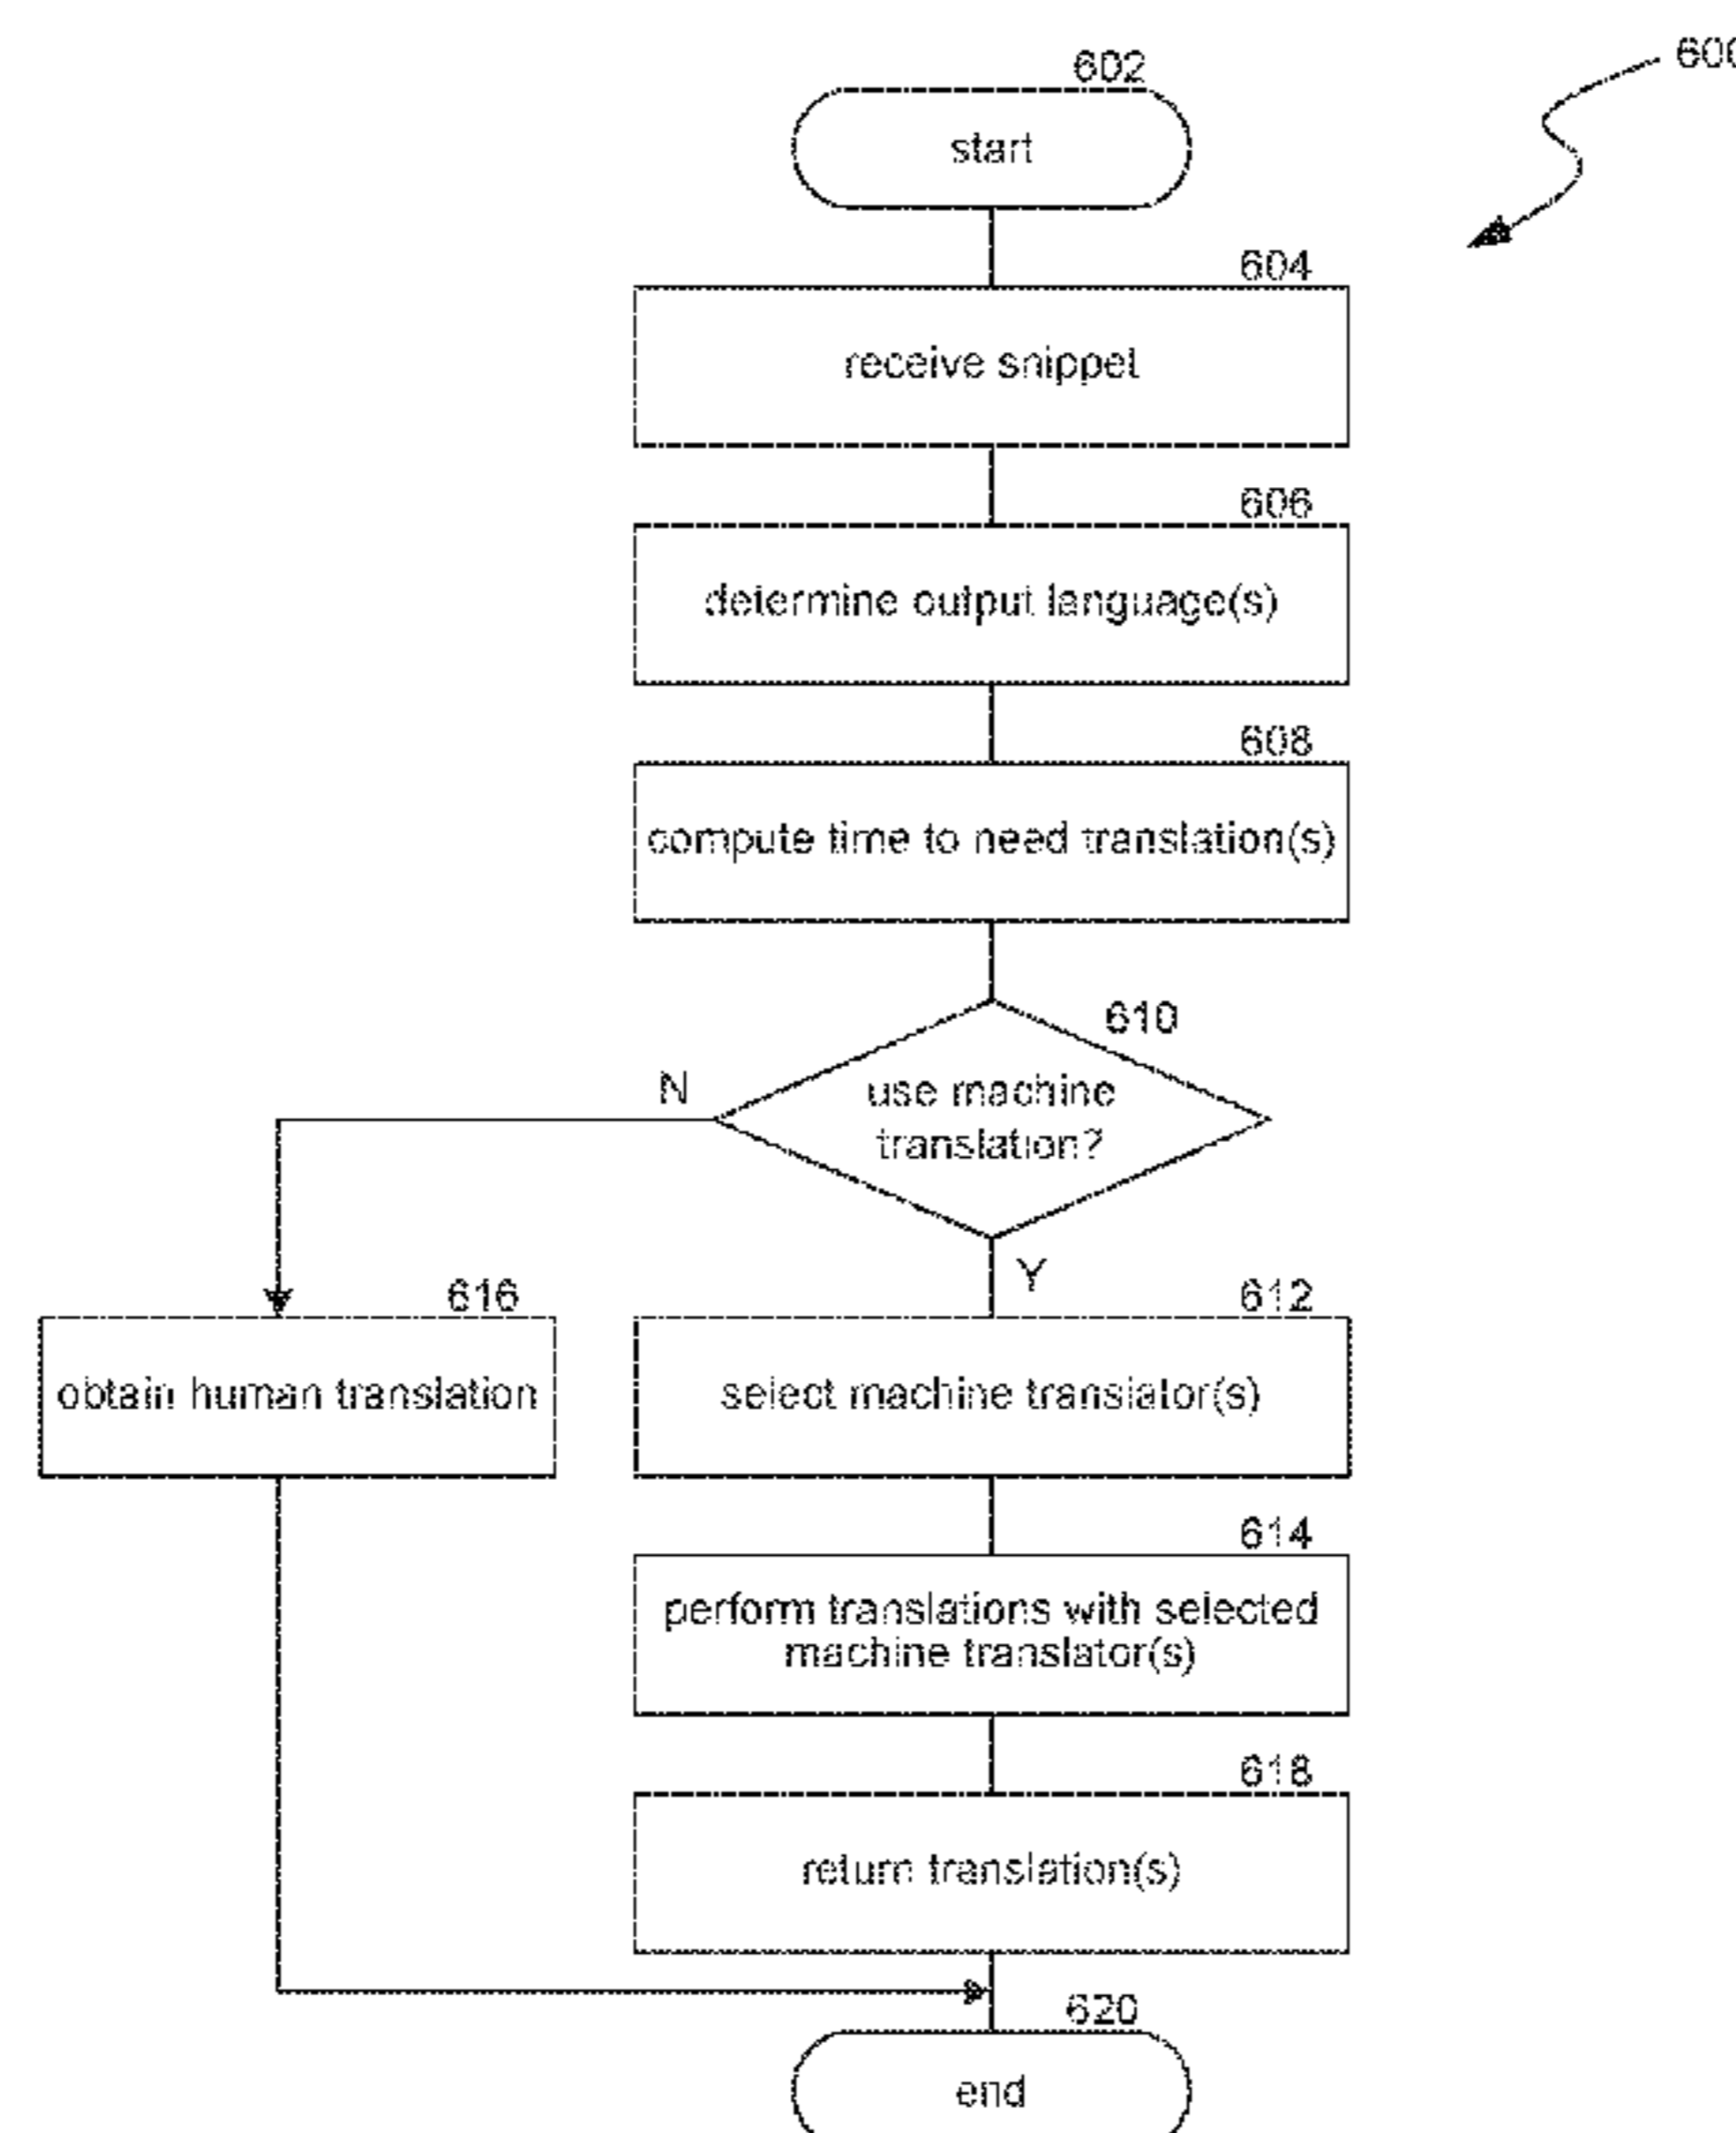 602
600
start
604
receive snippet
606
determine output language(s)
608
compute time to need translation(s)
610
N
use machine
translation?
Y
616
612
obtain human translation
select machine translator(s)
614
perform translations with selected
machine translator(s)
618
return translation(s)
620
end